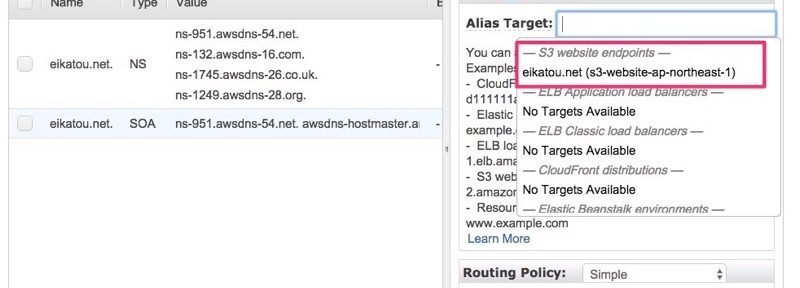 Name Type Value
eikatou.net. NS
ns-951.awsdns-54.net.
ns-132.awsdns-16.com.
ns-1745.awsdns-26.co.uk.
ns-1249.awsdns-28.org.
-
eikatou.net. SOA ns-951.awsdns-54.net. awsdns-hostmaster.
-
Alias Target:
— S3 website endpoints —
eikatou.net (s3-website-ap-northeast-1)
— ELB Application load balancers —
No Targets Available
— ELB Classic load balancers —
No Targets Available
— CloudFront distributions —
No Targets Available
— Elastic Beanstalk environments —
You can
Example
- CloudF
d111111a
- Elastic
example.c
- ELB
1.elb.ama
- S3 web
2.amazon
- Resour
www.example.com
Learn More
Routing Policy: Simple